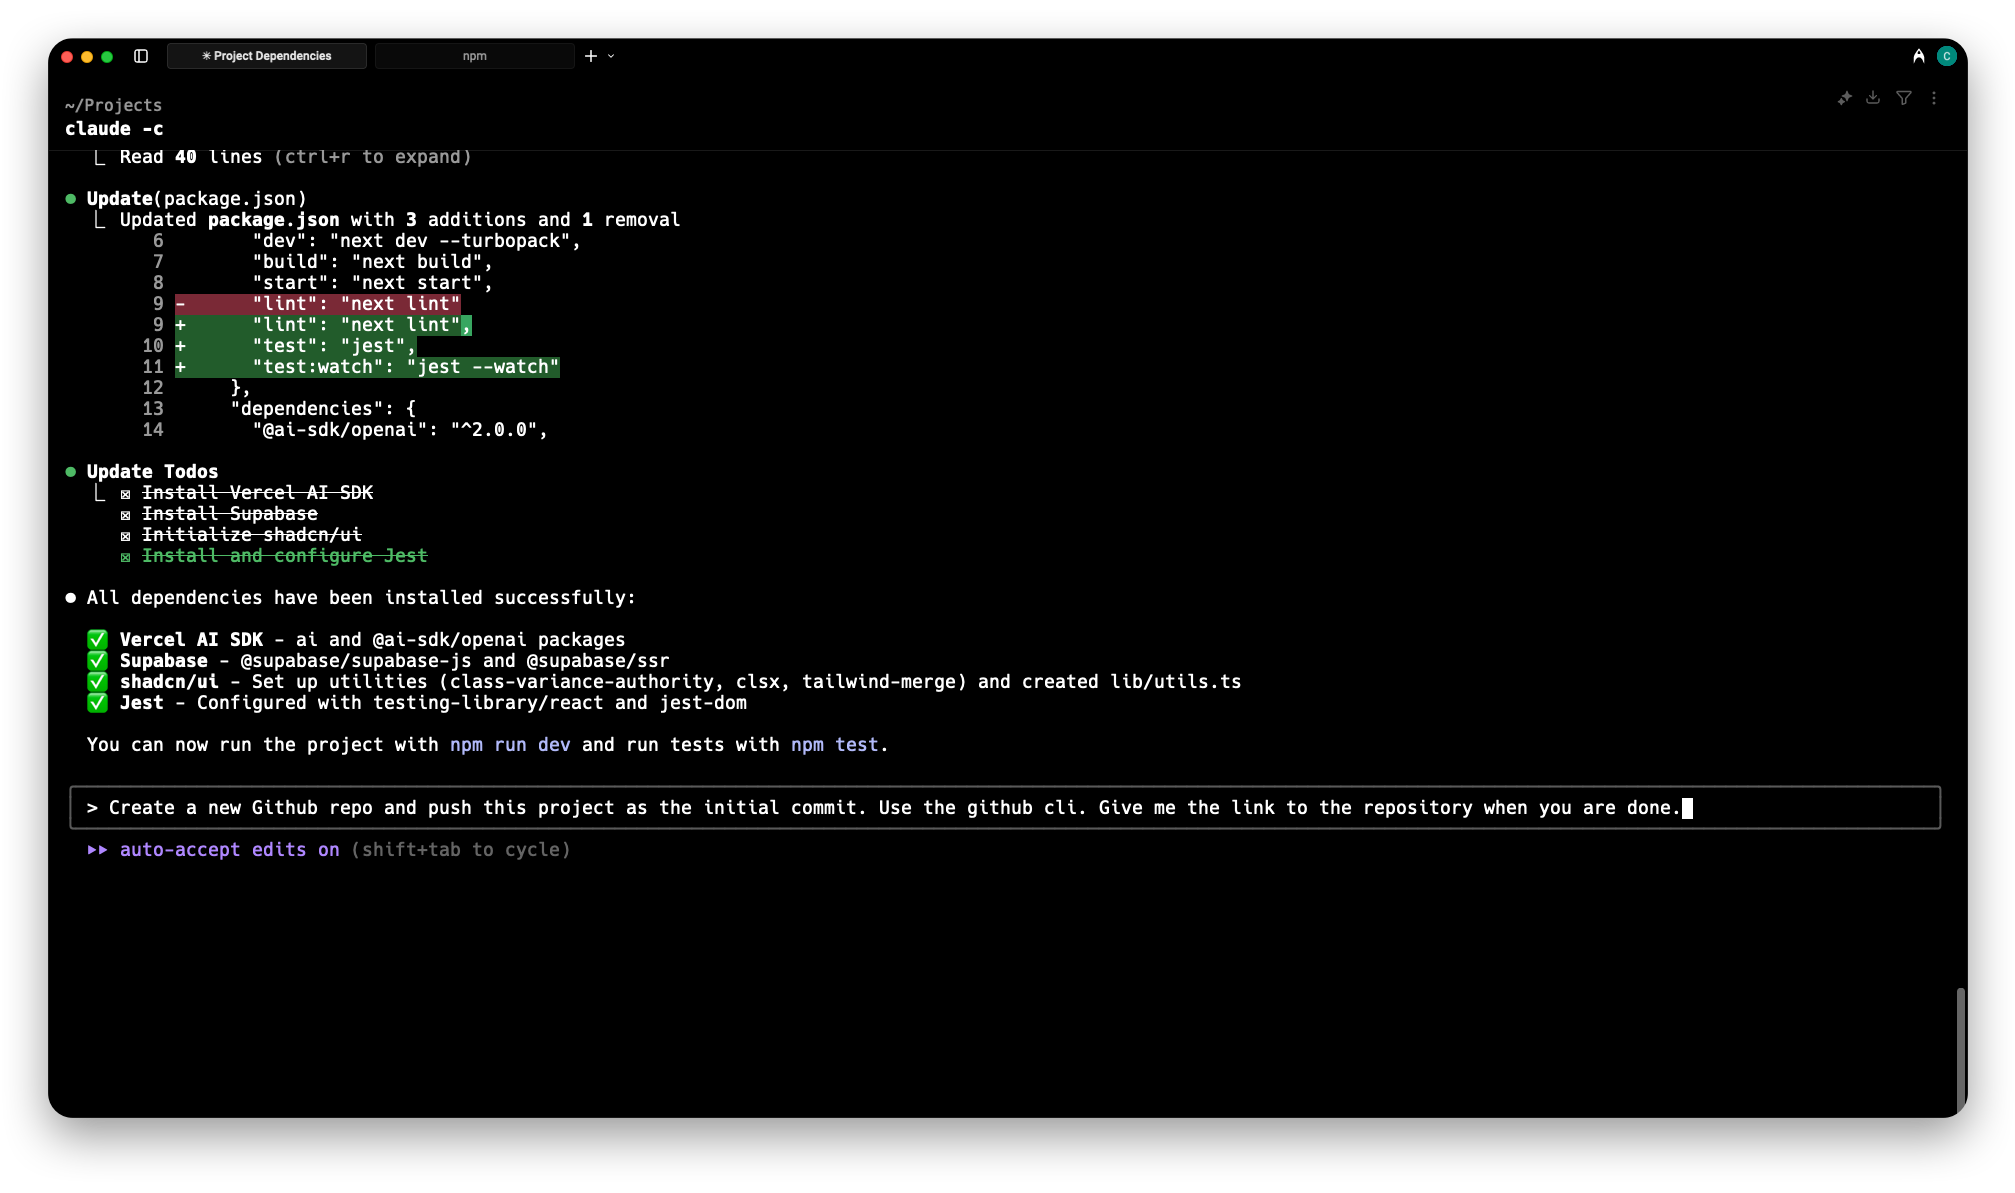 ✳ Project Dependencies
npm
C
~/Projects
claude -c
⎿ Read 40 lines (ctrl+r to expand)
● Update(package.json)
⎿ Updated package.json with 3 additions and 1 removal
6 "dev": "next dev --turbopack",
7 "build": "next build",
8 "start": "next start",
9 - "lint": "next lint"
9 + "lint": "next lint",
10 + "test": "jest",
11 + "test:watch": "jest --watch"
12 },
13 "dependencies": {
14 "@ai-sdk/openai": "^2.0.0",
● Update Todos
⎿ ☒ Install Vercel AI SDK
☒ Install Supabase
☒ Initialize shadcn/ui
☒ Install and configure Jest
● All dependencies have been installed successfully:
✅ Vercel AI SDK - ai and @ai-sdk/openai packages
✅ Supabase - @supabase/supabase-js and @supabase/ssr
✅ shadcn/ui - Set up utilities (class-variance-authority, clsx, tailwind-merge) and created lib/utils.ts
✅ Jest - Configured with testing-library/react and jest-dom
You can now run the project with npm run dev and run tests with npm test.
> Create a new Github repo and push this project as the initial commit. Use the github cli. Give me the link to the repository when you are done.
⏵⏵ auto-accept edits on (shift+tab to cycle)